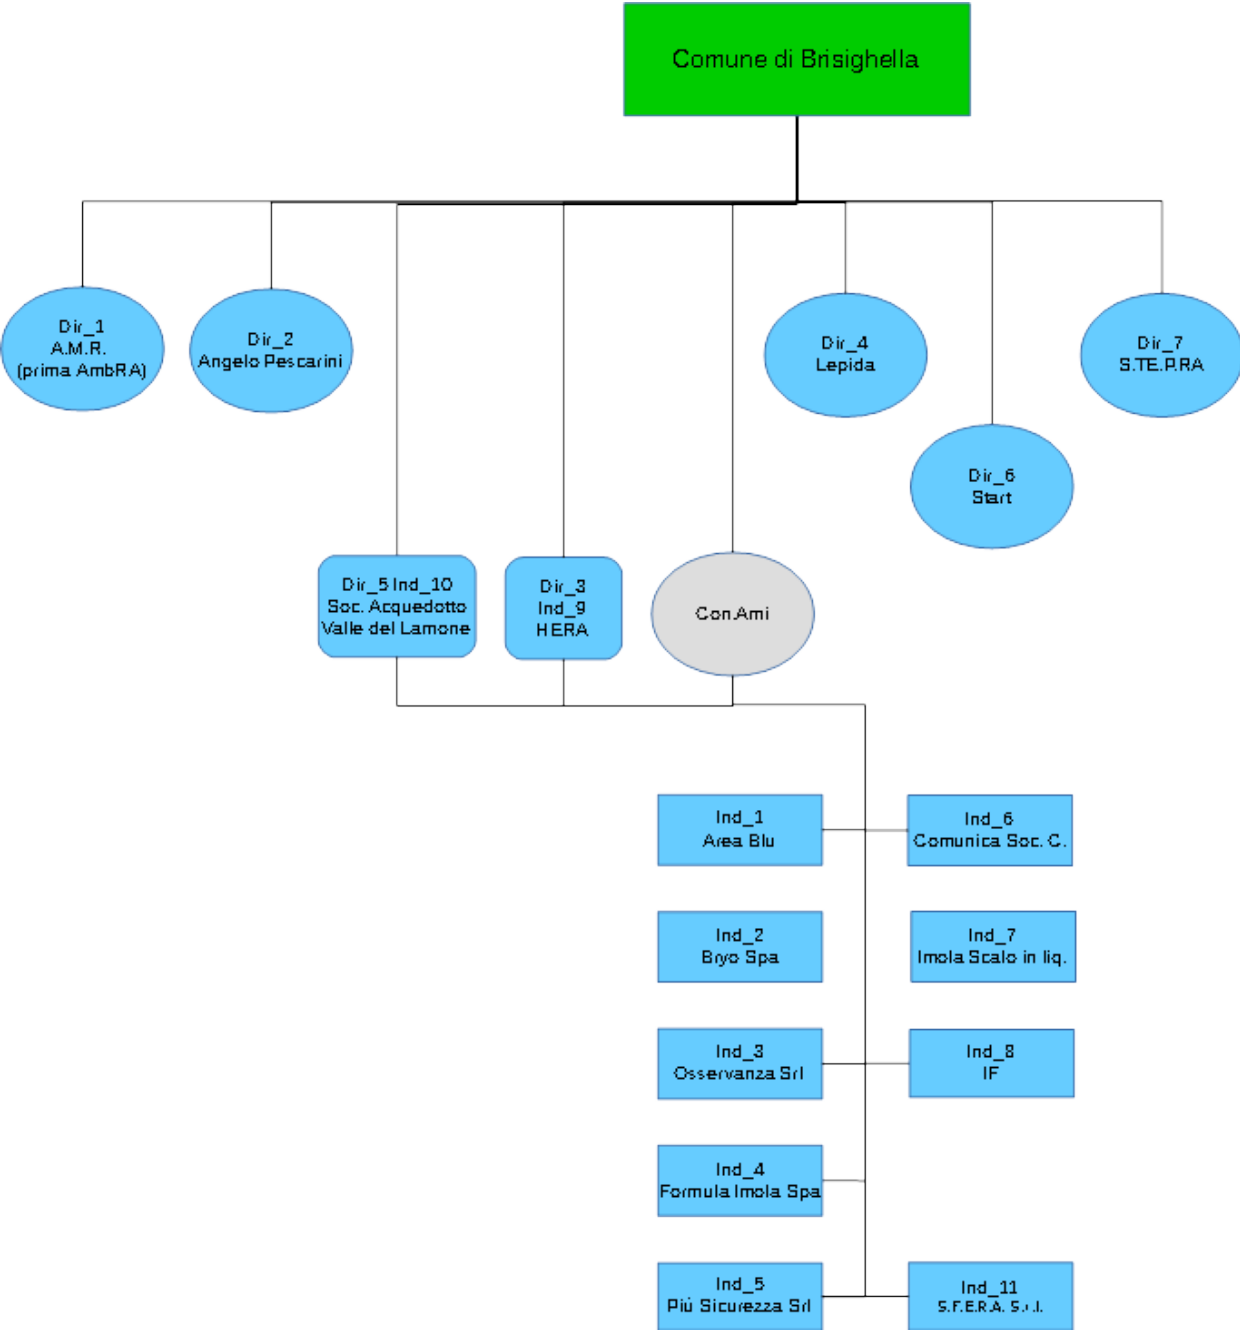 Comune di Brisighella
Dir_1
A.M.R.
(prima AmbRA)
Dir_2
Angelo Pescarini
Dir_4
Lepida
Dir_7
S.TE.P.RA
Dir_6
Start
Dir_5 Ind_10
Soc. Acquedotto
Valle del Lamone
Dir_3
Ind_9
HERA
Con.Ami
Ind_1
Area Blu
Ind_6
Comunica Soc. C.
Ind_2
Bryo Spa
Ind_7
Imola Scalo in liq.
Ind_3
Osservanza Srl
Ind_8
IF
Ind_4
Formula Imola Spa
Ind_5
Più Sicurezza Srl
Ind_11
S.F.E.R.A. S.r.l.